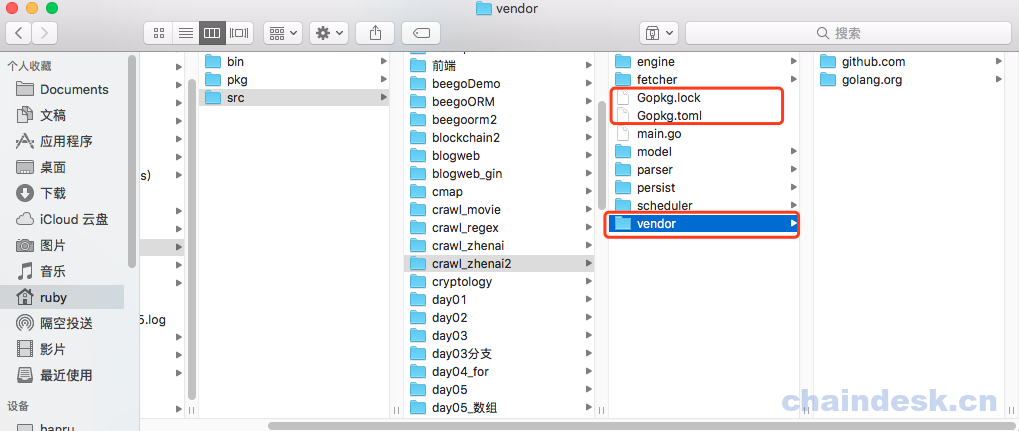 vendor
搜索
个人收藏
Documents
文稿
应用程序
桌面
下载
iCloud 云盘
图片
音乐
ruby
隔空投送
影片
最近使用
设备
hanru
s)
5.log
bin
pkg
src
前端
beegoDemo
beegoORM
beegoorm2
blockchain2
blogweb
blogweb_gin
cmap
crawl_movie
crawl_regex
crawl_zhenai
crawl_zhenai2
cryptology
day01
day02
day03
day03分支
day04_for
day05
day05_数组
engine
fetcher
Gopkg.lock
Gopkg.toml
main.go
model
parser
persist
scheduler
vendor
github.com
golang.org
chaindesk.cn